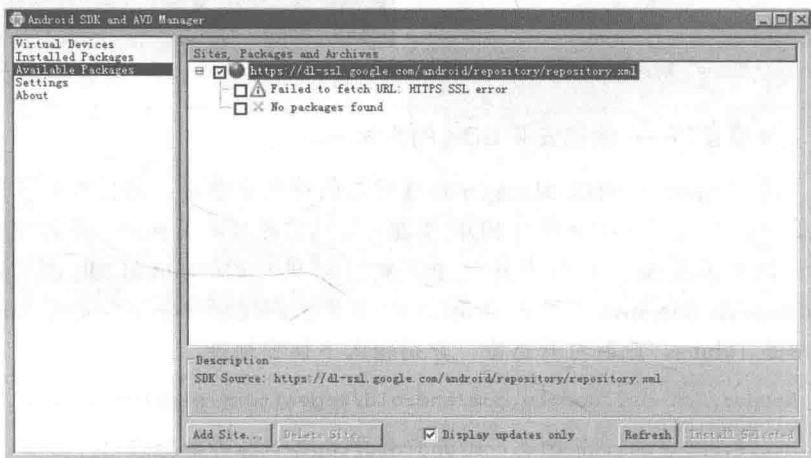 Android SDK and AVD Manager
Virtual Devices
Installed Packages
Available Packages
Settings
About
Sites, Packages and Archives
https://dl-ssl.google.com/android/repository/repository.xml
Failed to fetch URL: HTTPS SSL error
No packages found
Description
SDK Source: https://dl-ssl.google.com/android/repository/repository.xml
Add Site...
Delete Site...
Display updates only
Refresh
Install Selected